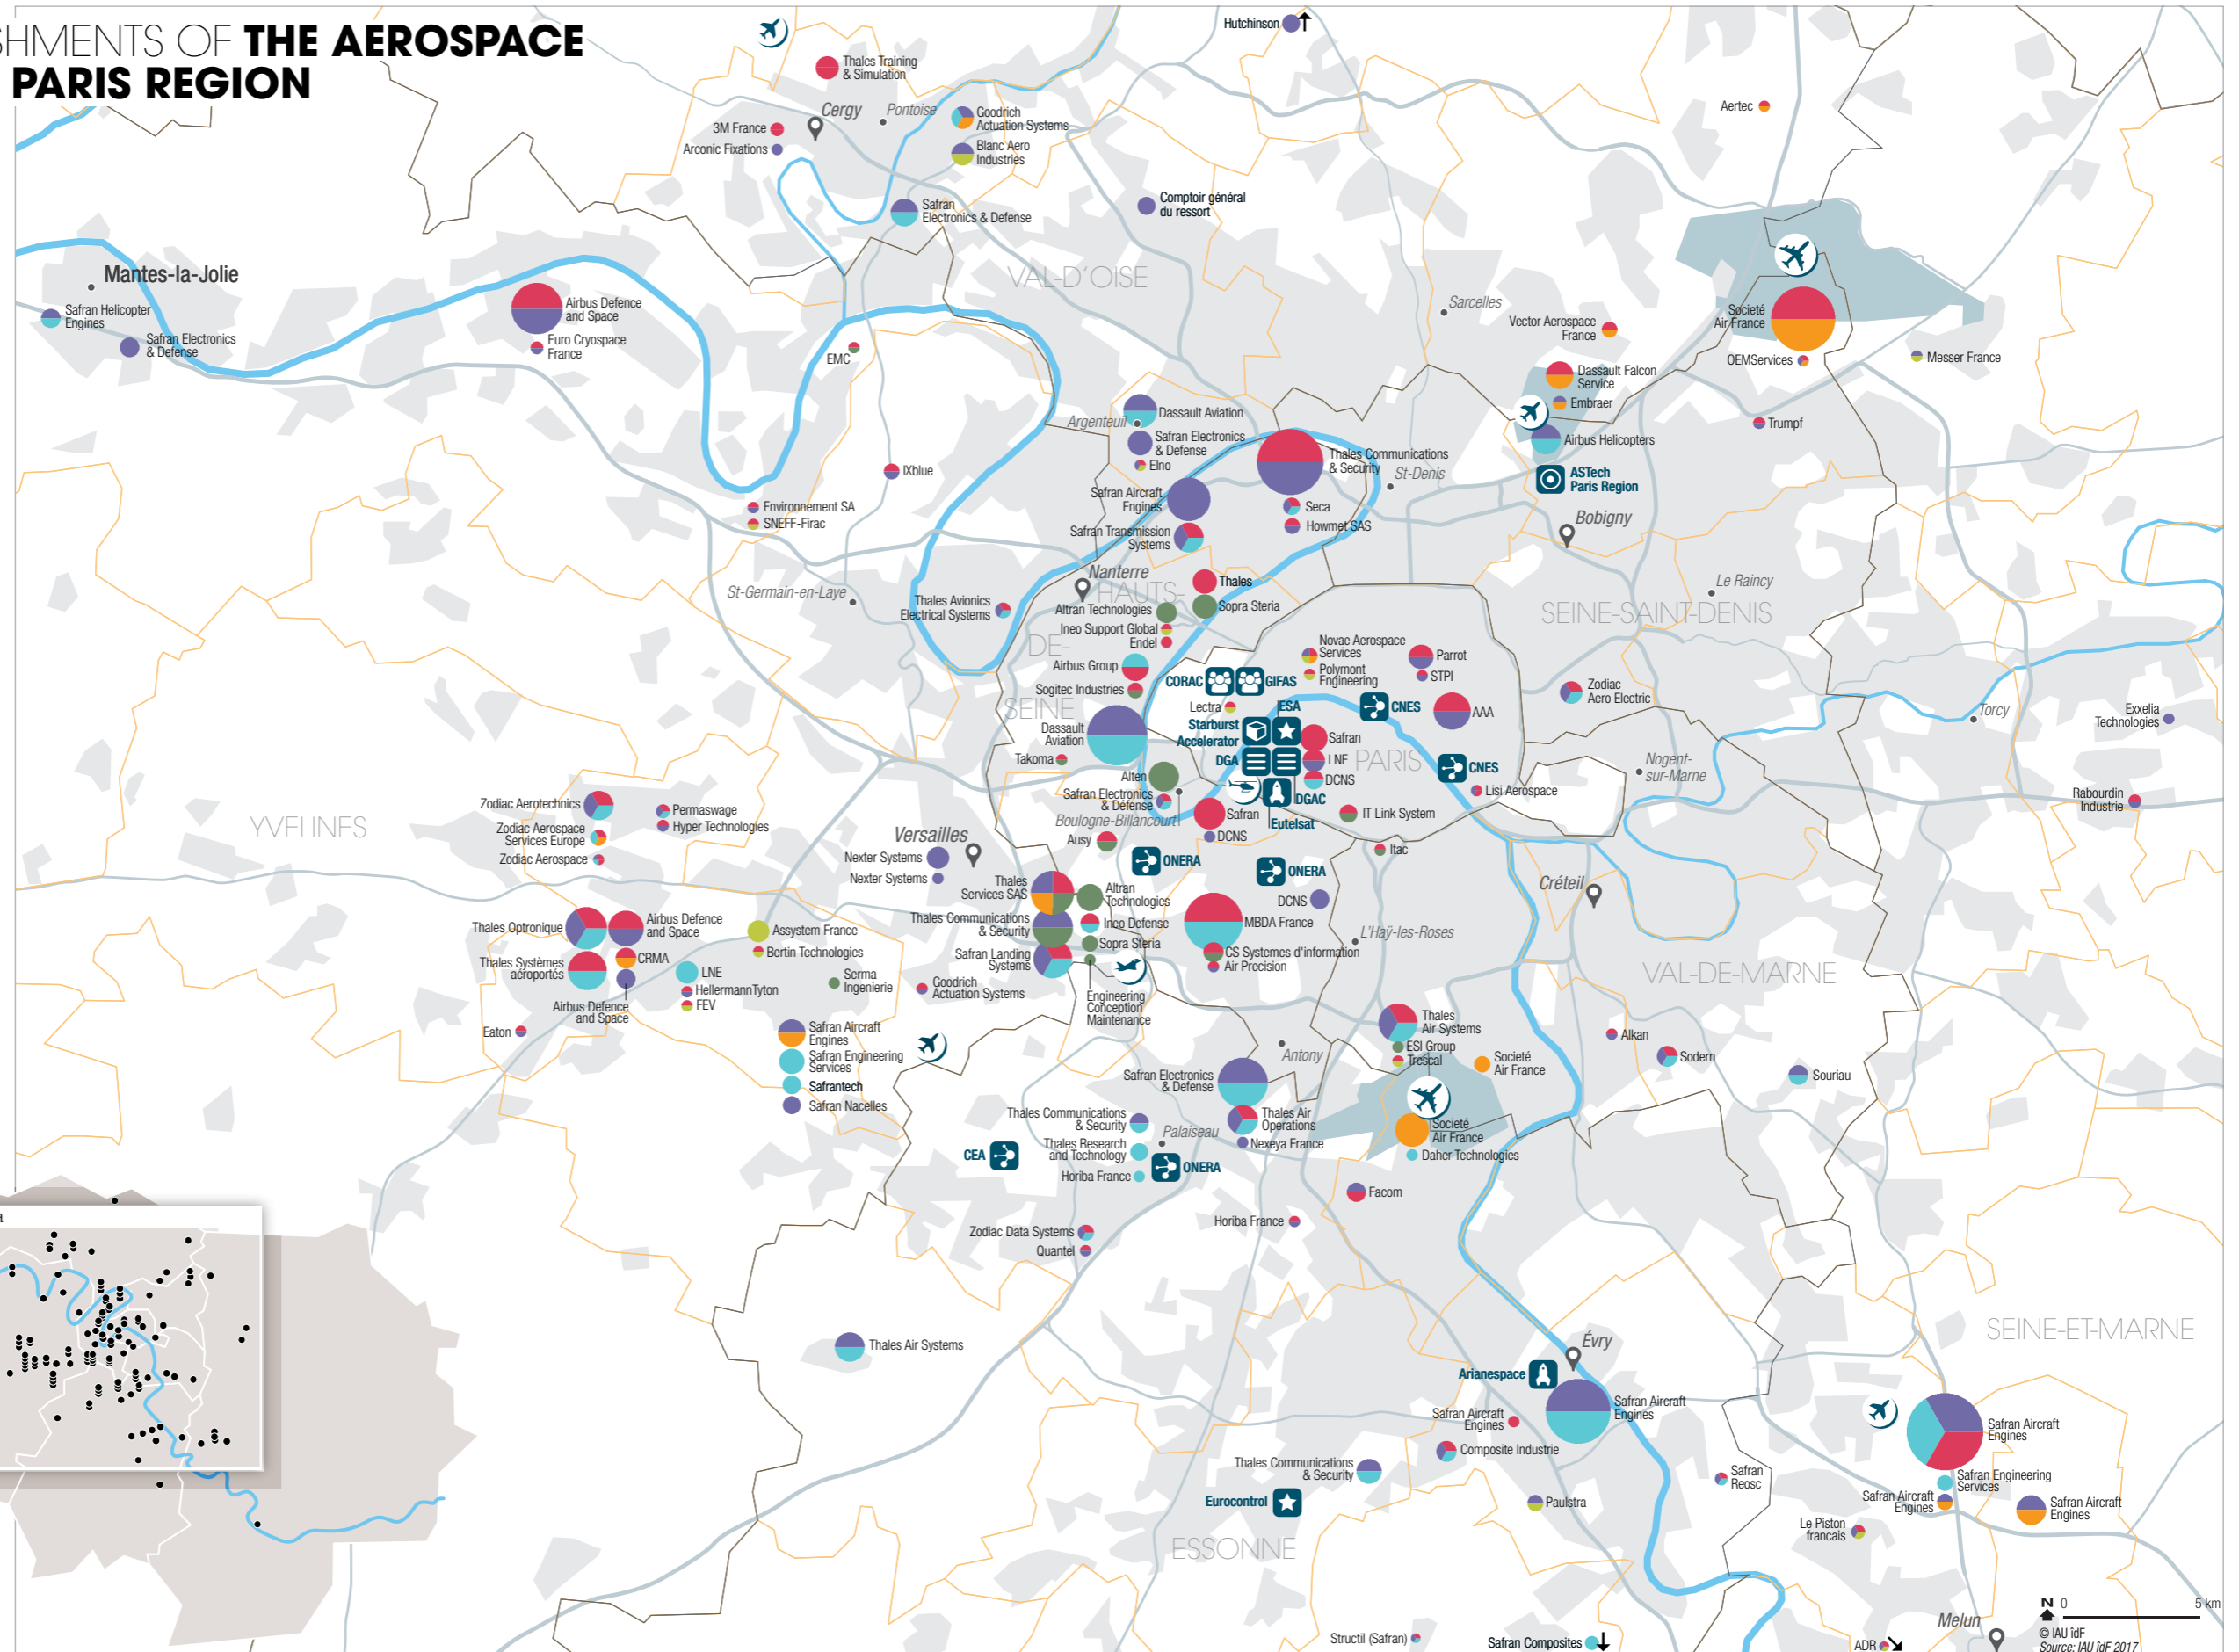 SHMENTS OF THE AEROSPACE
PARIS REGION
Hutchinson
Thales Training
& Simulation
Cergy
Pontoise
Goodrich
Actuation Systems
3M France
Arconic Fixations
Blanc Aero
Industries
Aertec
Safran
Electronics & Defense
Comptoir général
du ressort
VAL-D'OISE
Mantes-la-Jolie
Safran Helicopter
Engines
Safran Electronics
& Defense
Airbus Defence
and Space
Euro Cryospace
France
EMC
Sarcelles
Vector Aerospace
France
Societé
Air France
OEMServices
Messer France
Dassault Falcon
Service
Embraer
Trumpf
Airbus Helicopters
ASTech
Paris Region
Bobigny
Argenteuil
Dassault Aviation
Safran Electronics
& Defense
Elno
Thales Communications
& Security
St-Denis
IXblue
Safran Aircraft
Engines
Seca
Howmet SAS
Environnement SA
SNEFF-Firac
Safran Transmission
Systems
Nanterre
HAUTS-
DE-
SEINE
Thales
Sopra Steria
Altran Technologies
Ineo Support Global
Endel
St-Germain-en-Laye
Thales Avionics
Electrical Systems
Le Raincy
SEINE-SAINT-DENIS
Airbus Group
Sogitec Industries
Novae Aerospace
Services
Polymont
Engineering
Parrot
STPI
CORAC
GIFAS
Lectra
IESA
CNES
AAA
Zodiac
Aero Electric
Torcy
Exxelia
Technologies
Starburst
Accelerator
Safran
DGA
LNE
DCNS
PARIS
CNES
Dassault
Aviation
Takoma
Alten
Safran Electronics
& Défense
Boulogne-Billancourt
DGAC
Eutelsat
Lisi Aerospace
Nogent-
sur-Marne
Rabourdin
Industrie
Safran
DCNS
IT Link System
Itac
Ausy
YVELINES
Zodiac Aerotechnics
Zodiac Aerospace
Services Europe
Zodiac Aerospace
Permaswage
Hyper Technologies
Versailles
Nexter Systems
Nexter Systems
ONERA
ONERA
Créteil
Thales
Services SAS
Altran
Technologies
Thales Communications
& Security
Ineo Defense
Sopra Steria
Safran Landing
Systems
Engineering
Conception
Maintenance
DCNS
MBDA France
CS Systemes d'information
Air Precision
L'Haÿ-les-Roses
VAL-DE-MARNE
Thales Optronique
Airbus Defence
and Space
CRMA
Thales Systèmes
aéroportés
Airbus Defence
and Space
Assystem France
Bertin Technologies
LNE
HellermannTyton
FEV
Serma
Ingenierie
Goodrich
Actuation Systems
Eaton
Safran Aircraft
Engines
Safran Engineering
Services
Safrantech
Safran Nacelles
Thales
Air Systems
ESI Group
Trescal
Societé
Air France
Alkan
Sodern
Souriau
Antony
Safran Electronics
& Defense
Thales Air
Operations
Nexeya France
Societé
Air France
Daher Technologies
Thales Communications
& Security
Thales Research
and Technology
Horiba France
Palaiseau
CEA
ONERA
Facom
Horiba France
Zodiac Data Systems
Quantel
Thales Air Systems
SEINE-ET-MARNE
Évry
Arianespace
Safran Aircraft
Engines
Safran Aircraft
Engines
Composite Industrie
Thales Communications
& Security
Eurocontrol
Paulstra
Safran
Reosc
Safran Aircraft
Engines
Safran Engineering
Services
Safran Aircraft
Engines
Safran Aircraft
Engines
Le Piston
francais
ESSONNE
Structil (Safran)
Safran Composites
ADR
Melun
N 0 5 km
© IAU îdF
Source: IAU îdF 2017
a